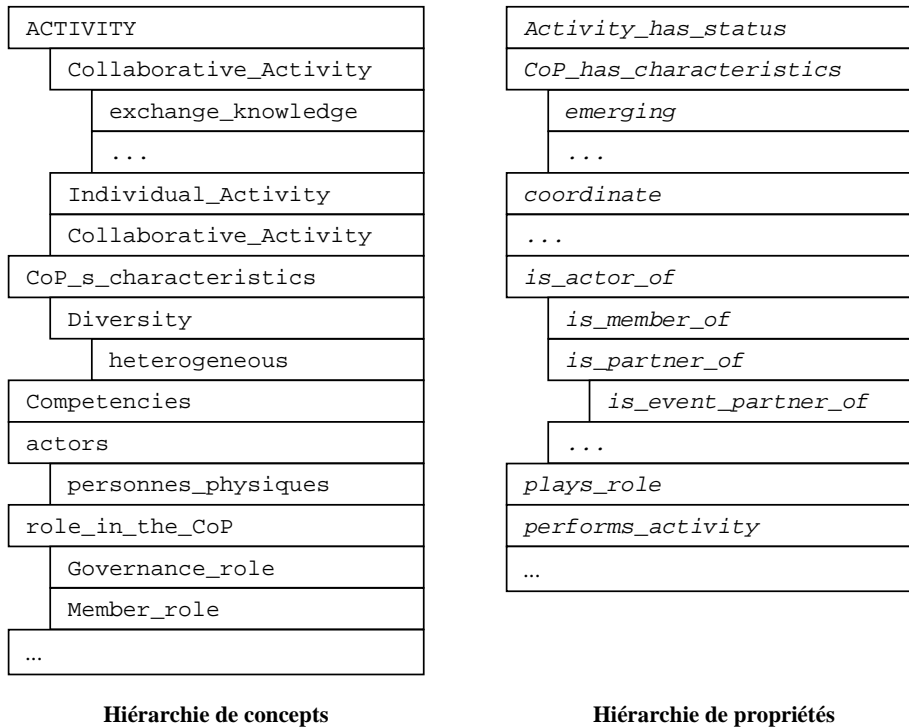 ACTIVITY
Collaborative_Activity
exchange_knowledge
...
Individual_Activity
Collaborative_Activity
CoP_s_characteristics
Diversity
heterogeneous
Competencies
actors
personnes_physiques
role_in_the_CoP
Governance_role
Member_role
...
Hiérarchie de concepts
Activity_has_status
CoP_has_characteristics
emerging
...
coordinate
...
is_actor_of
is_member_of
is_partner_of
is_event_partner_of
...
plays_role
performs_activity
...
Hiérarchie de propriétés